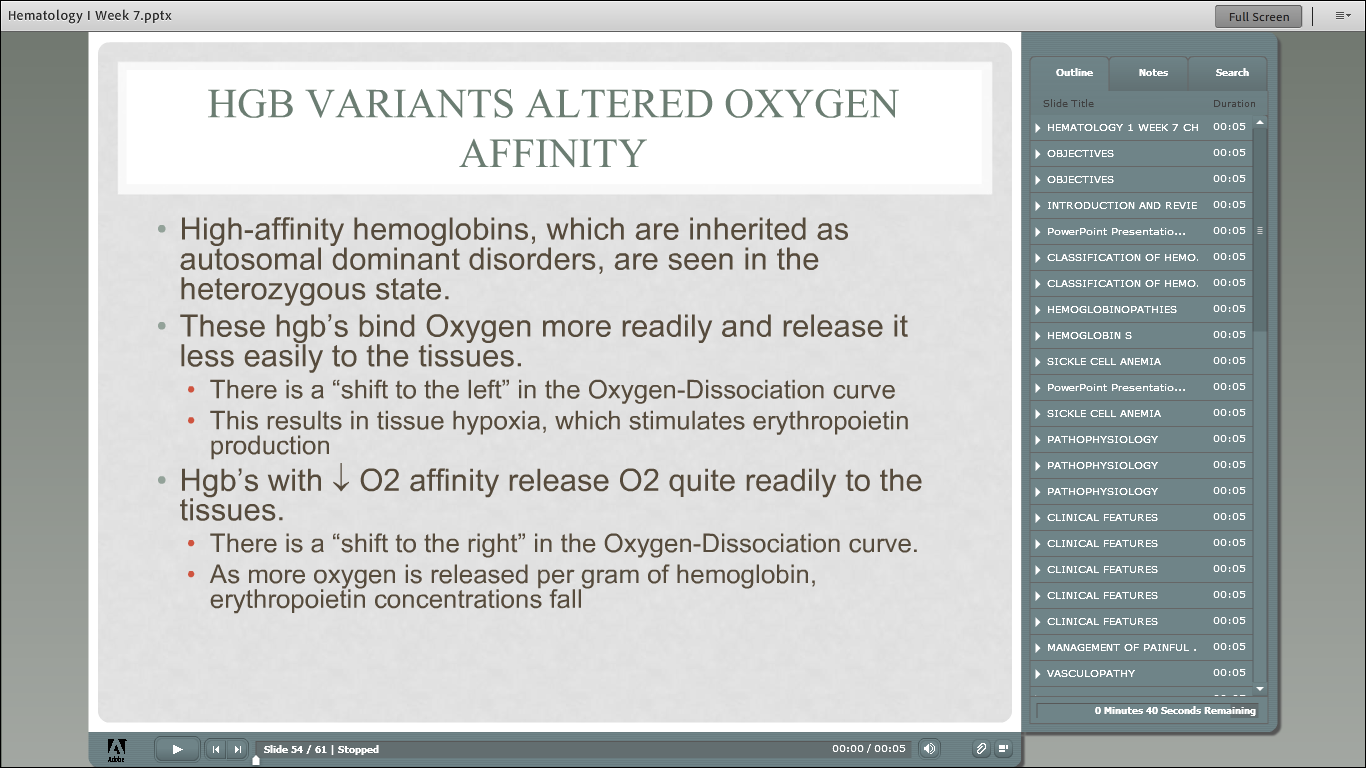 Hematology I Week 7.pptx
Full Screen
HGB VARIANTS ALTERED OXYGEN
AFFINITY
• High-affinity hemoglobins, which are inherited as
autosomal dominant disorders, are seen in the
heterozygous state.
• These hgb’s bind Oxygen more readily and release it
less easily to the tissues.
• There is a “shift to the left” in the Oxygen-Dissociation curve
• This results in tissue hypoxia, which stimulates erythropoietin
production
• Hgb’s with ↓ O2 affinity release O2 quite readily to the
tissues.
• There is a “shift to the right” in the Oxygen-Dissociation curve.
• As more oxygen is released per gram of hemoglobin,
erythropoietin concentrations fall
Outline Notes Search
Slide Title Duration
HEMATOLOGY 1 WEEK 7 CH 00:05
OBJECTIVES 00:05
OBJECTIVES 00:05
INTRODUCTION AND REVIE 00:05
PowerPoint Presentatio... 00:05
CLASSIFICATION OF HEMO. 00:05
CLASSIFICATION OF HEMO. 00:05
HEMOGLOBINOPATHIES 00:05
HEMOGLOBIN S 00:05
SICKLE CELL ANEMIA 00:05
PowerPoint Presentatio... 00:05
SICKLE CELL ANEMIA 00:05
PATHOPHYSIOLOGY 00:05
PATHOPHYSIOLOGY 00:05
PATHOPHYSIOLOGY 00:05
CLINICAL FEATURES 00:05
CLINICAL FEATURES 00:05
CLINICAL FEATURES 00:05
CLINICAL FEATURES 00:05
CLINICAL FEATURES 00:05
MANAGEMENT OF PAINFUL . 00:05
VASCULOPATHY 00:05
0 Minutes 40 Seconds Remaining
Adobe
Slide 54 / 61 | Stopped 00:00 / 00:05